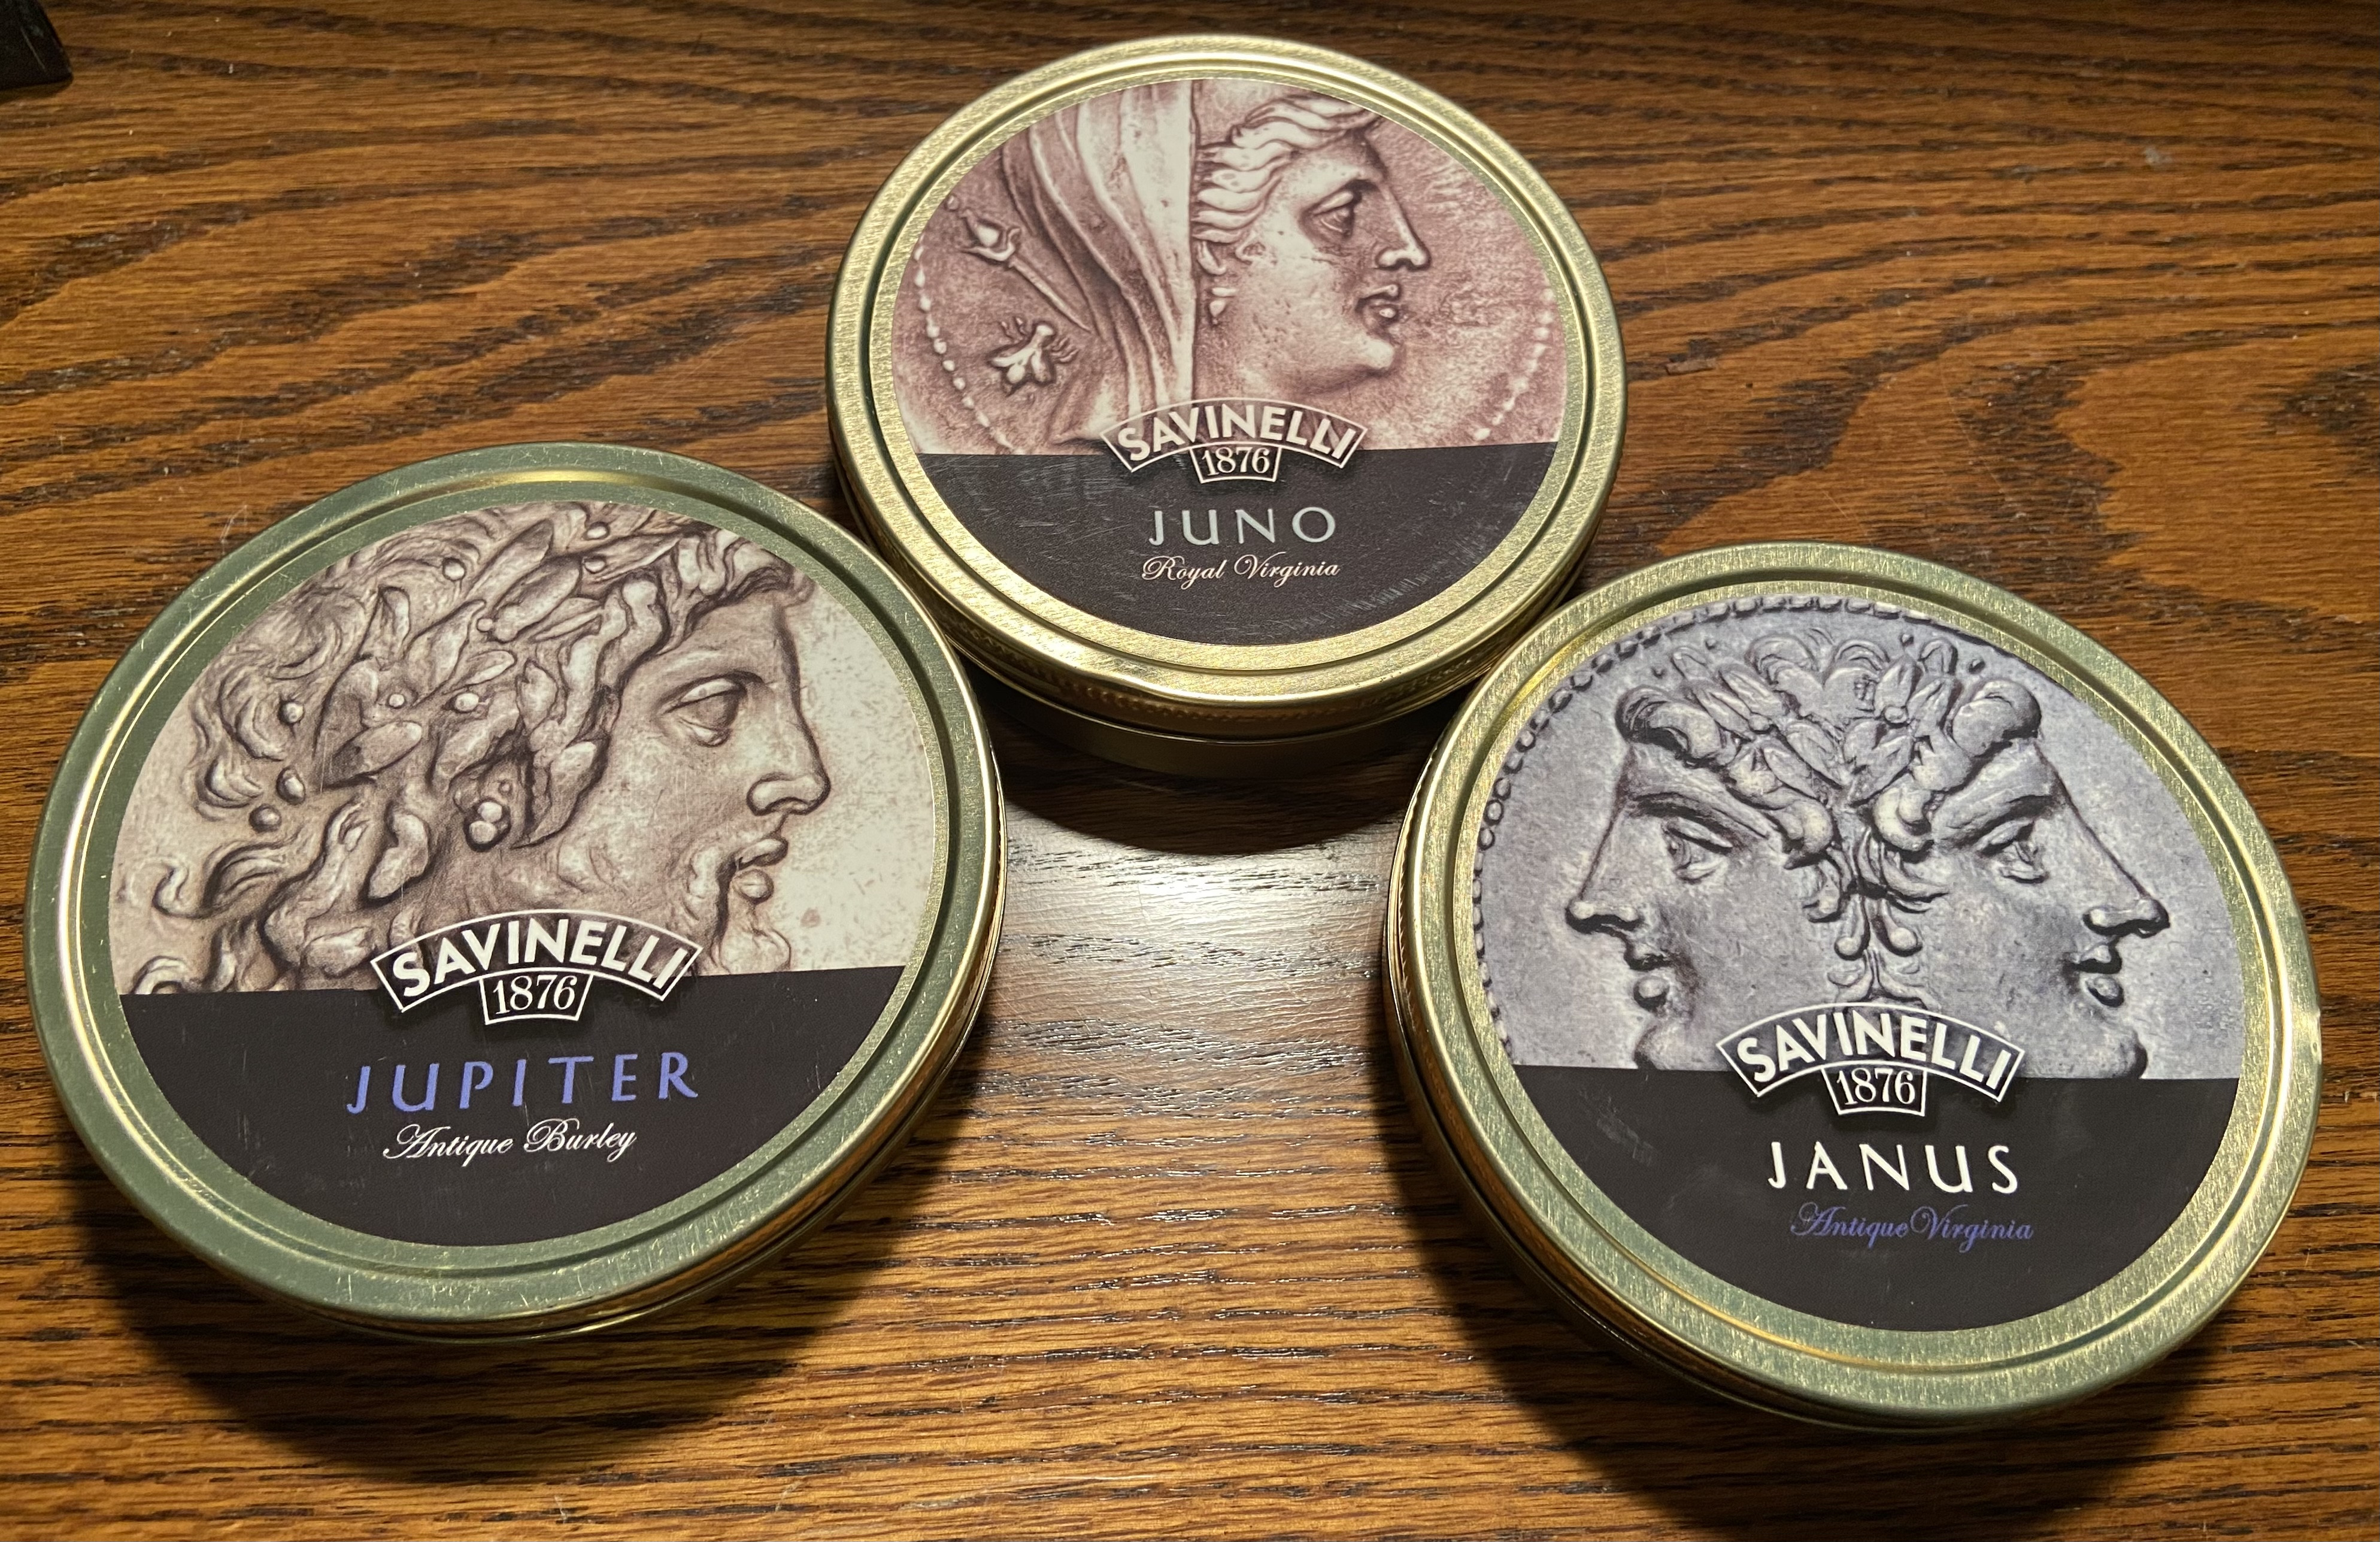 SAVINELLI
1876
JUNO
Royal Virginia
SAVINELLI
1876
JUPITER
Antique Burley
SAVINELLI
1876
JANUS
Antique Virginia